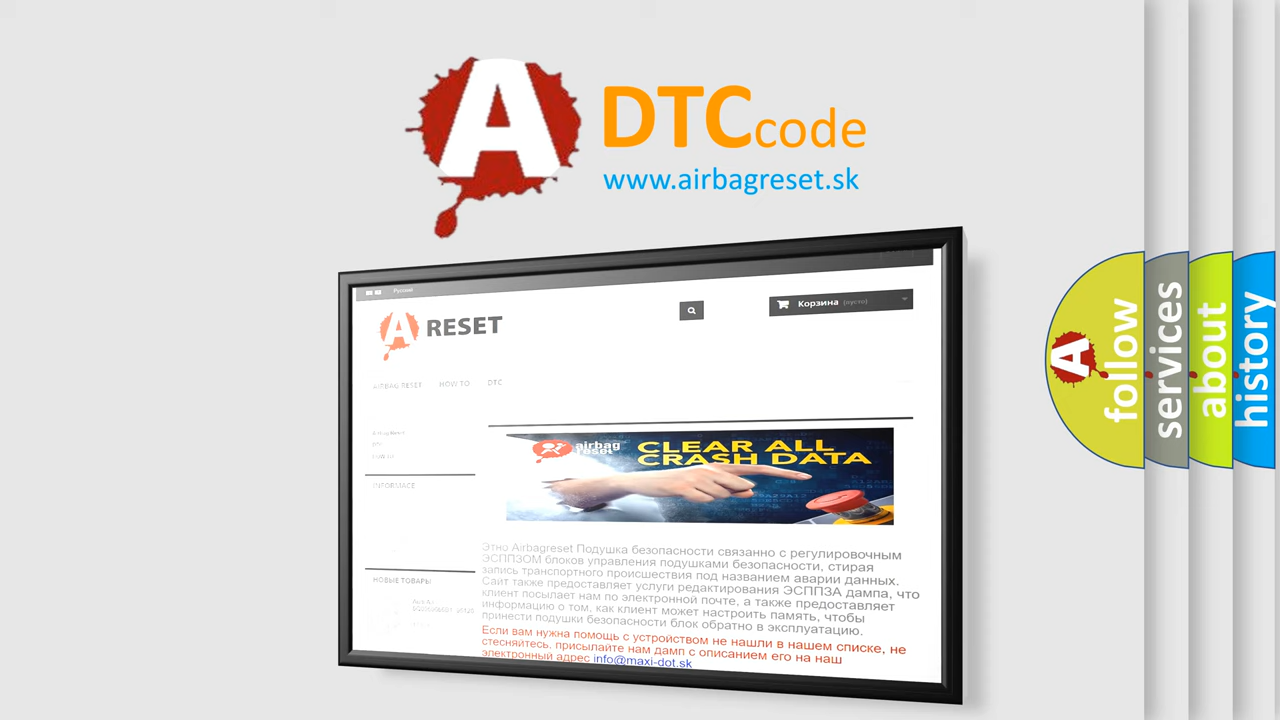 A DTCcode
www.airbagreset.sk
Русский
A RESET
Корзина (пусто)
AIRBAG RESET HOW TO DTC
INFORMACE
airbag
reset
CLEAR ALL
CRASH DATA
Этно Airbagreset Подушка безопасности связанно с регулировочным
ЭСППЗОМ блоков управления подушками безопасности, стирая
запись транспортного происшествия под названием аварии данных.
Сайт также предоставляет услуги редактирования ЭСППЗА дампа, что
клиент посылает нам по электронной почте, а также предоставляет
информацию о том, как клиент может настроить память, чтобы
принести подушки безопасности блок обратно в эксплуатацию.
Если вам нужна помощь с устройством не нашли в нашем списке, не
стесняйтесь, присылайте нам дамп с описанием его на наш
электронный адрес info@maxi-dot.sk
НОВЫЕ ТОВАРЫ
A follow
services
about
history